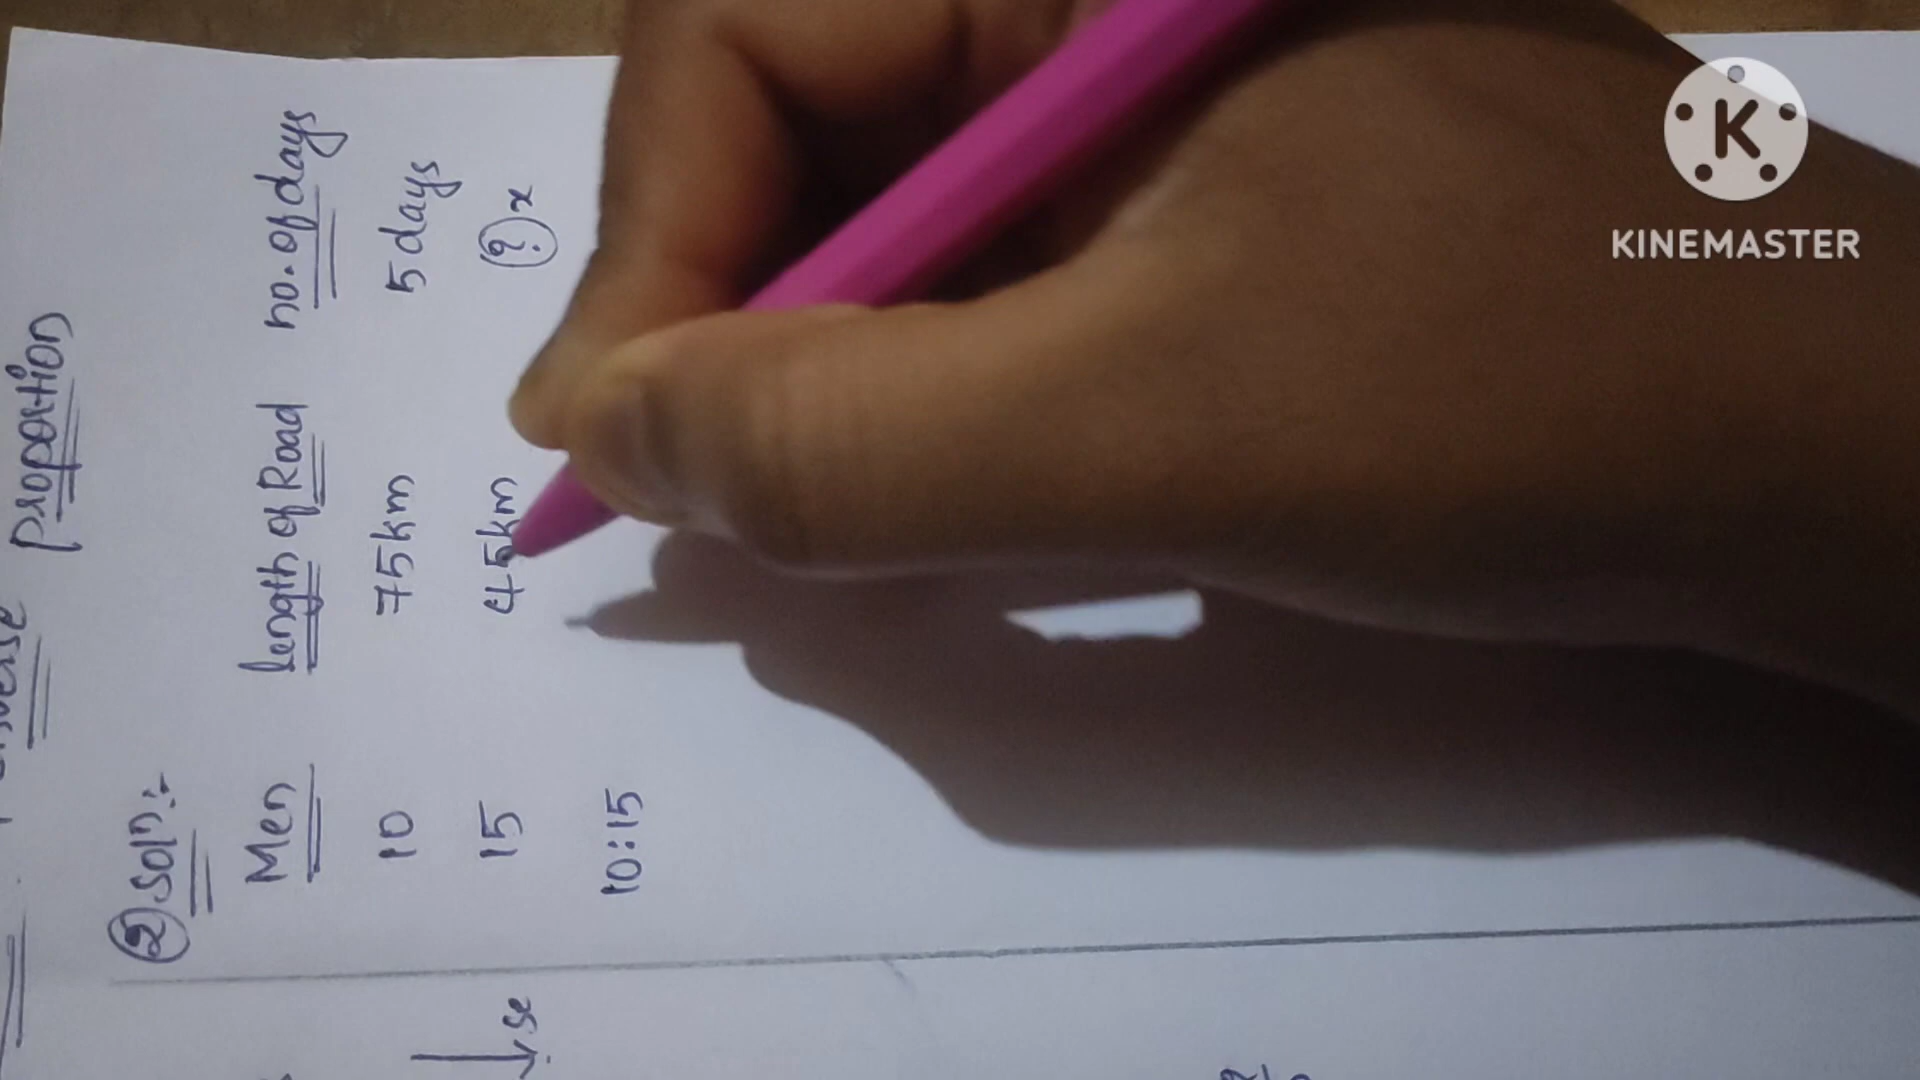 proportion
② Soln:-
Men length of Road no. of days
10 75km 5 days
15 45km ? x
10:15
se
KINEMASTER